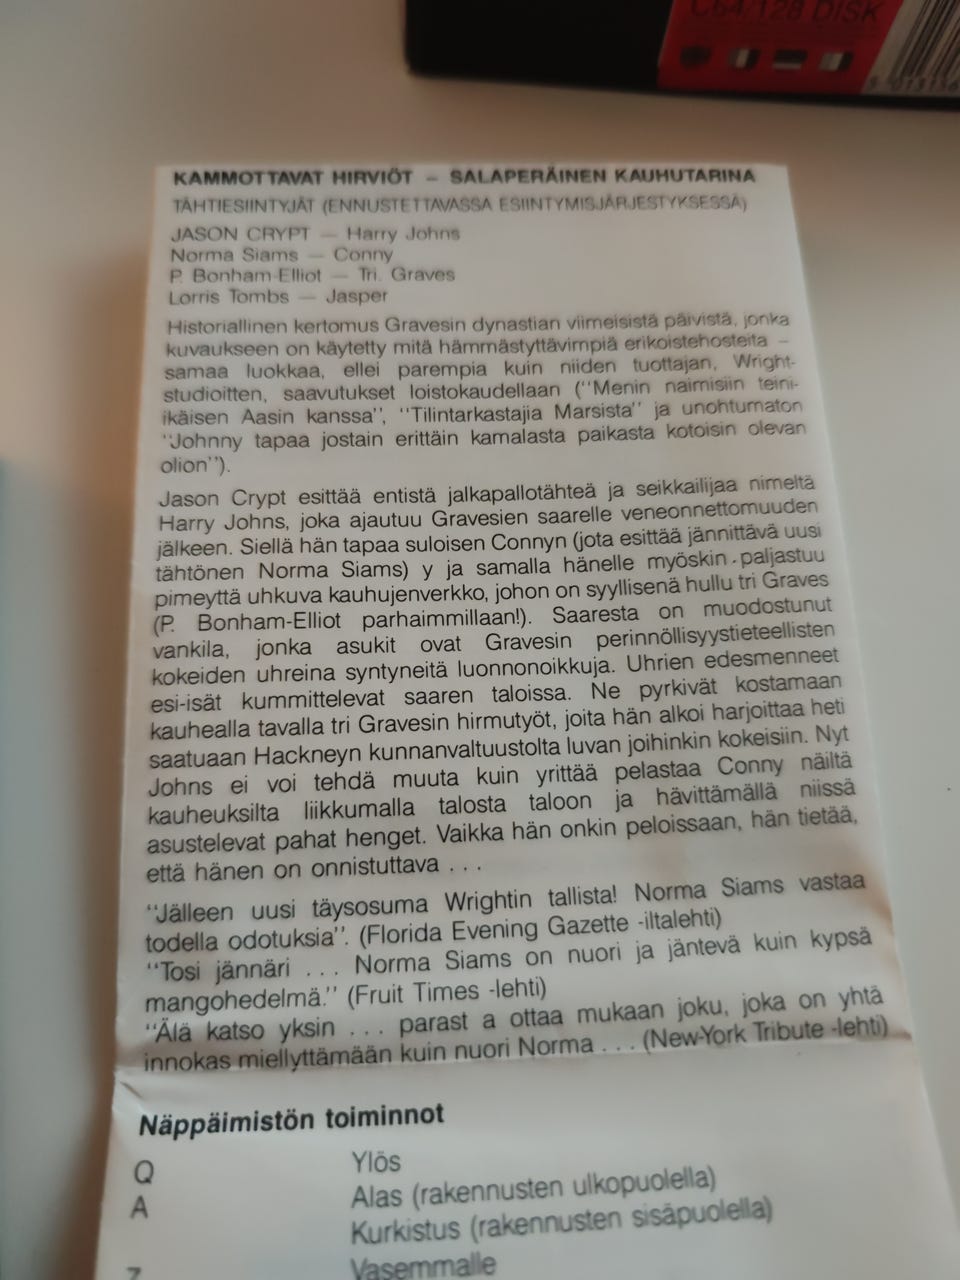 C64/128 DISK
KAMMOTTAVAT HIRVIÖT – SALAPERÄINEN KAUHUTARINA
TÄHTIESIINTYJÄT (ENNUSTETTAVASSA ESIINTYMISJÄRJESTYKSESSÄ)
JASON CRYPT — Harry Johns
Norma Siams — Conny
P. Bonham-Elliot — Tri. Graves
Lorris Tombs — Jasper
Historiallinen kertomus Gravesin dynastian viimeisistä päivistä, jonka
kuvaukseen on käytetty mitä hämmästyttävimpiä erikoistehosteita –
samaa luokkaa, ellei parempia kuin niiden tuottajan, Wright-
studioitten, saavutukset loistokaudellaan (‘‘Menin naimisiin teini-
ikäisen Aasin kanssa’’, ‘‘Tilintarkastajia Marsista’’ ja unohtumaton
‘‘Johnny tapaa jostain erittäin kamalasta paikasta kotoisin olevan
olion’’).
Jason Crypt esittää entistä jalkapallotähteä ja seikkailijaa nimeltä
Harry Johns, joka ajautuu Gravesien saarelle veneonnettomuuden
jälkeen. Siellä hän tapaa suloisen Connyn (jota esittää jännittävä uusi
tähtönen Norma Siams) y ja samalla hänelle myöskin . paljastuu
pimeyttä uhkuva kauhujenverkko, johon on syyllisenä hullu tri Graves
(P. Bonham-Elliot parhaimmillaan!). Saaresta on muodostunut
vankila, jonka asukit ovat Gravesin perinnöllisyystieteellisten
kokeiden uhreina syntyneitä luonnonoikkuja. Uhrien edesmenneet
esi-isät kummittelevat saaren taloissa. Ne pyrkivät kostamaan
kauhealla tavalla tri Gravesin hirmutyöt, joita hän alkoi harjoittaa heti
saatuaan Hackneyn kunnanvaltuustolta luvan joihinkin kokeisiin. Nyt
Johns ei voi tehdä muuta kuin yrittää pelastaa Conny näiltä
kauheuksilta liikkumalla talosta taloon ja hävittämällä niissä
asustelevat pahat henget. Vaikka hän onkin peloissaan, hän tietää,
että hänen on onnistuttava . . .
‘‘Jälleen uusi täysosuma Wrightin tallista! Norma Siams vastaa
todella odotuksia’’. (Florida Evening Gazette -iltalehti)
‘‘Tosi jännäri . . . Norma Siams on nuori ja jäntevä kuin kypsä
mangohedelmä.’’ (Fruit Times -lehti)
‘‘Älä katso yksin . . . parast a ottaa mukaan joku, joka on yhtä
innokas miellyttämään kuin nuori Norma . . . (New-York Tribute -lehti)
Näppäimistön toiminnot
Q Ylös
A Alas (rakennusten ulkopuolella)
Kurkistus (rakennusten sisäpuolella)
Z Vasemmalle